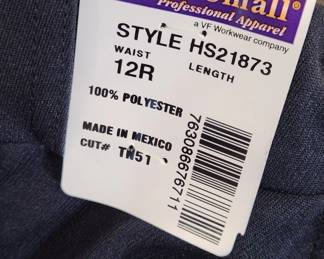 Professional Apparel
a VF Workwear company
STYLE HS21873
WAIST LENGTH
12R
100% POLYESTER
MADE IN MEXICO
CUT# TN51
763086676711